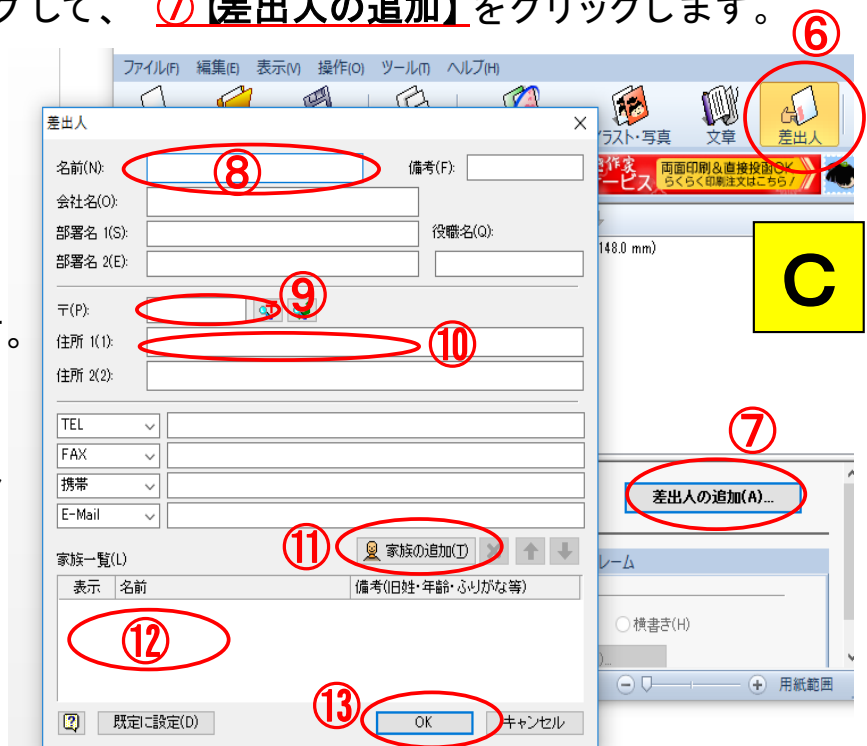 グして、 ⑦【差出人の追加】をクリックします。
⑥
ファイル(F) 編集(E) 表示(V) 操作(O) ツール(T) ヘルプ(H)
差出人
ラスト・写真 文章 差出人
名前(N): ⑧ 備考(F):
両面印刷&直接投函OK
らくらく印刷注文はこちら!
ービス
会社名(O):
部署名 1(S): 役職名(Q):
部署名 2(E):
148.0 mm)
C
〒(P): ⑨
。
住所 1(1): ⑩
住所 2(2):
TEL
FAX
携帯
E-Mail
⑦
差出人の追加(A)...
⑪ 家族の追加(T)
家族一覧(L)
レーム
表示 名前 備考(旧姓・年齢・ふりがな等)
横書き(H)
⑫
用紙範囲
⑬
既定に設定(D) OK キャンセル